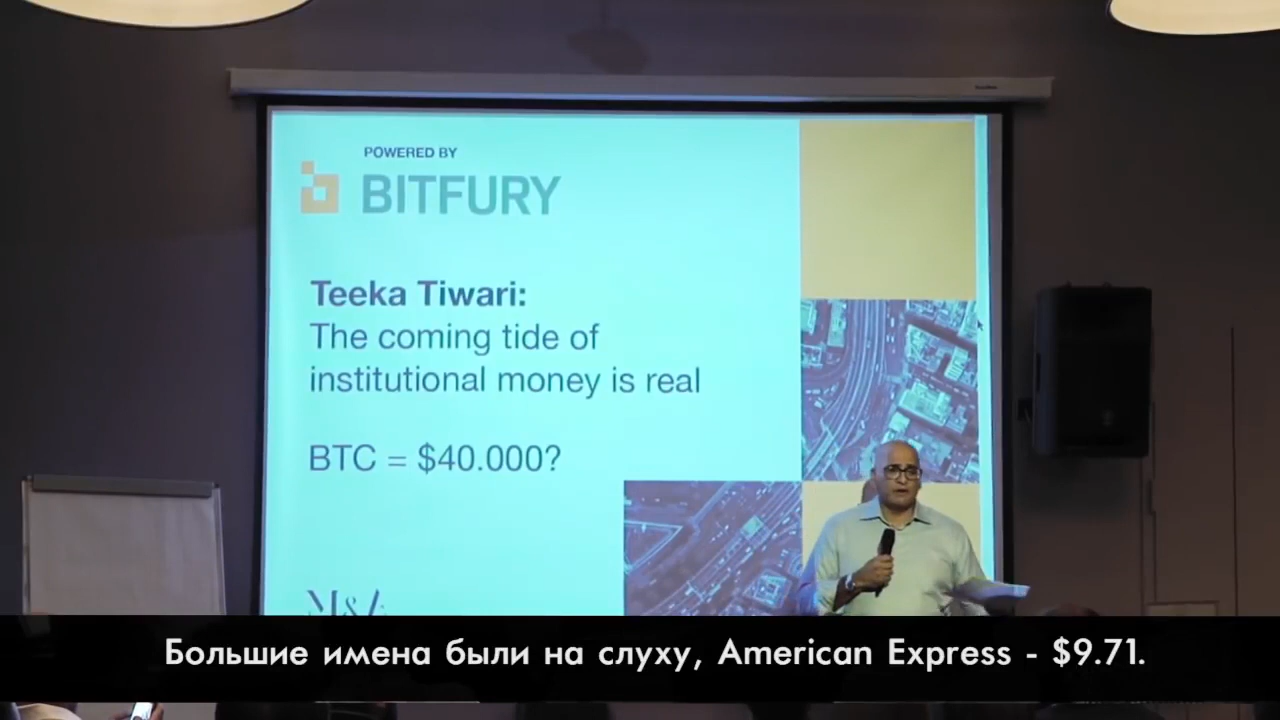 POWERED BY
BITFURY
Teeka Tiwari:
The coming tide of
institutional money is real
BTC = $40.000?
Большие имена были на слуху, American Express - $9.71.